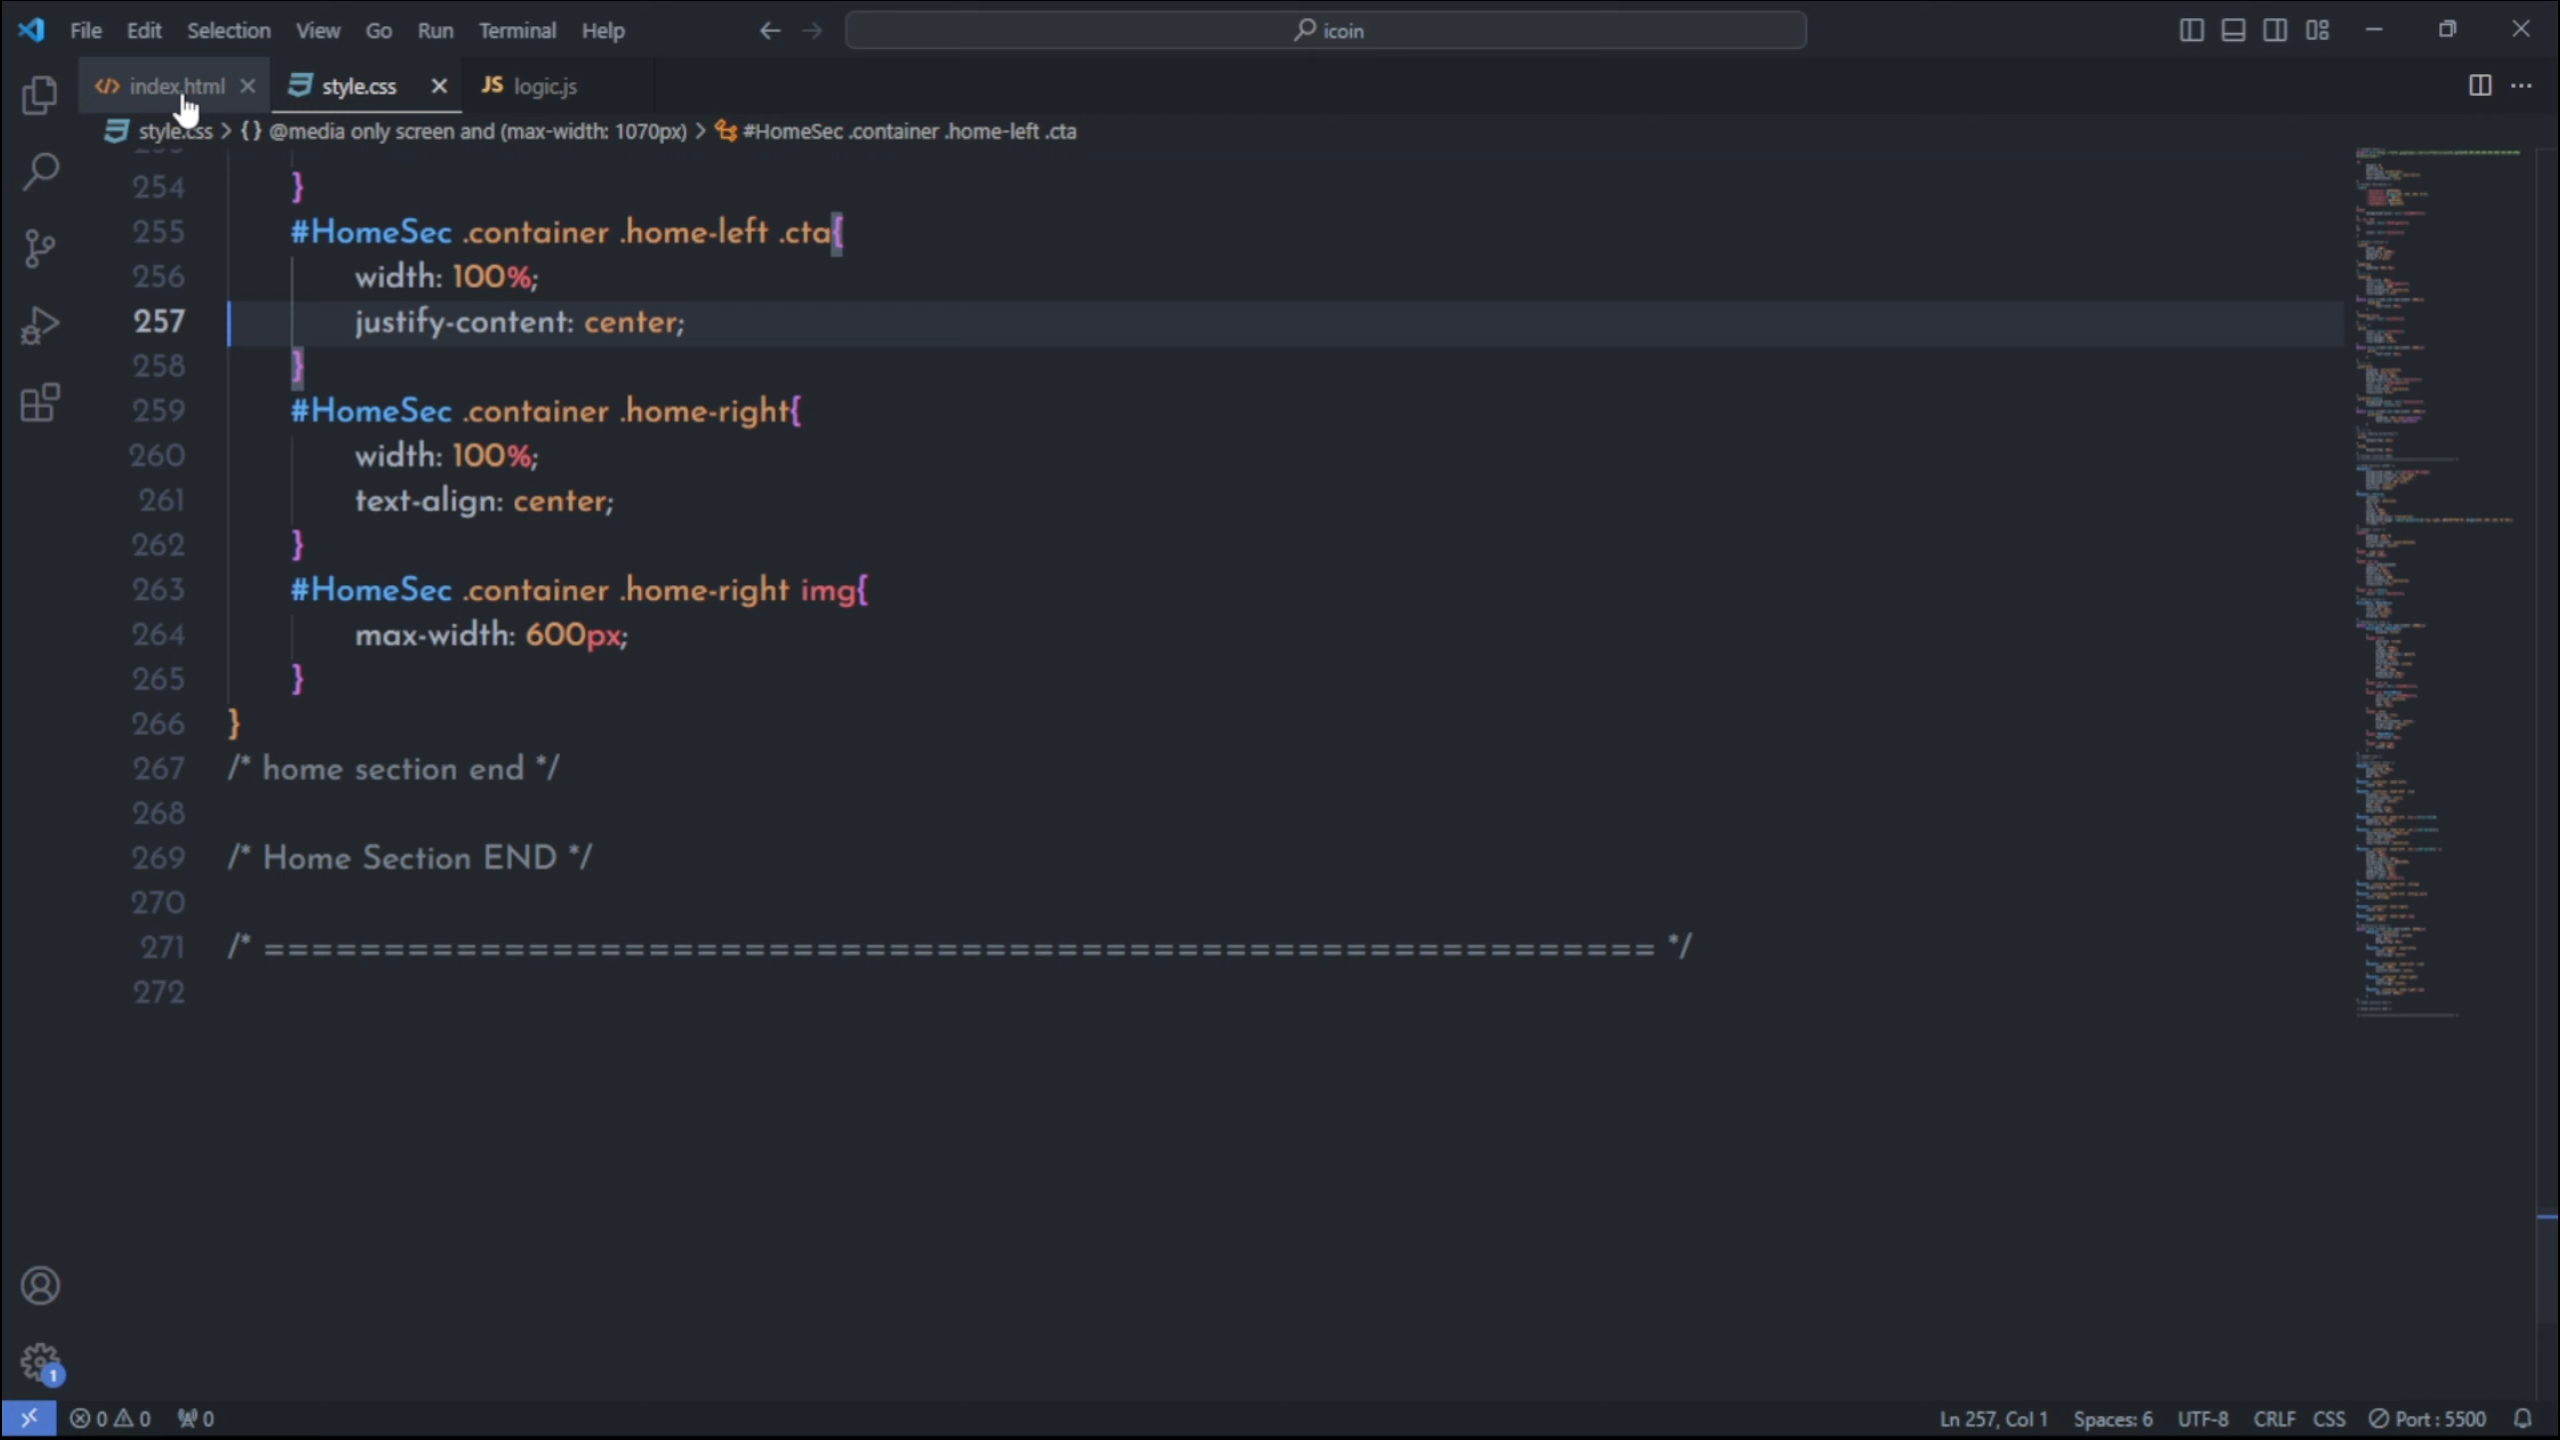 File Edit Selection View Go Run Terminal Help
icoin
index.html
style.css
JS logic.js
style.css > {} @media only screen and (max-width: 1070px) > #HomeSec .container .home-left .cta
254 }
255 #HomeSec .container .home-left .cta{
256 width: 100%;
257 justify-content: center;
258 }
259 #HomeSec .container .home-right{
260 width: 100%;
261 text-align: center;
262 }
263 #HomeSec .container .home-right img{
264 max-width: 600px;
265 }
266 }
267 /* home section end */
268
269 /* Home Section END */
270
271 /* ========================================================== */
272
1
0 0 0
Ln 257, Col 1 Spaces: 6 UTF-8 CRLF CSS Port : 5500